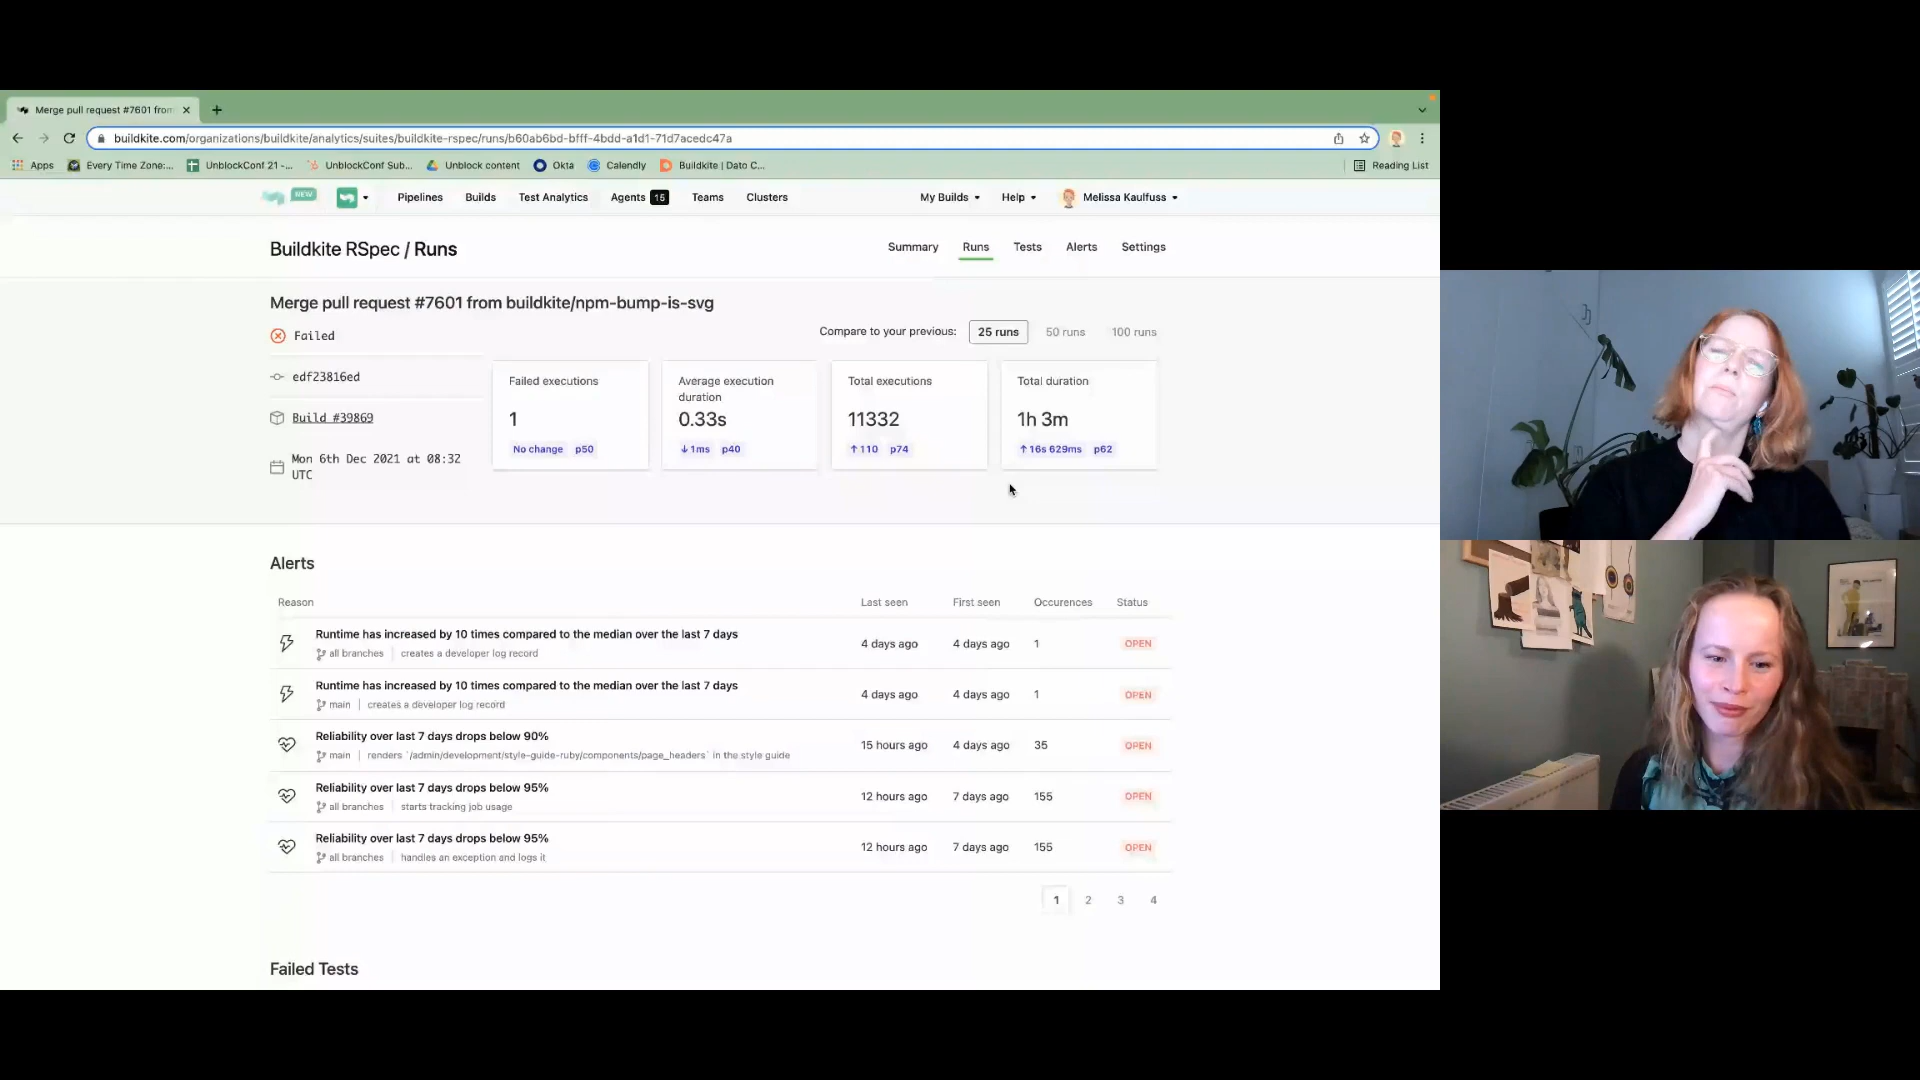 Merge pull request #7601 from
buildkite.com/organizations/buildkite/analytics/suites/buildkite-rspec/runs/b60ab6bd-bfff-4bdd-a1d1-71d7acedc47a
Apps Every Time Zone:... UnblockConf 21 -... UnblockConf Sub... Unblock content Okta Calendly Buildkite | Dato C... Reading List
NEW Pipelines Builds Test Analytics Agents 15 Teams Clusters My Builds Help Melissa Kaulfuss
Buildkite RSpec / Runs Summary Runs Tests Alerts Settings
Merge pull request #7601 from buildkite/npm-bump-is-svg
Failed
Compare to your previous: 25 runs 50 runs 100 runs
edf23816ed
Build #39869
Mon 6th Dec 2021 at 08:32
UTC
Failed executions
1
No change p50
Average execution
duration
0.33s
↓1ms p40
Total executions
11332
↑110 p74
Total duration
1h 3m
↑16s 629ms p62
Alerts
Reason Last seen First seen Occurences Status
Runtime has increased by 10 times compared to the median over the last 7 days
all branches | creates a developer log record
4 days ago 4 days ago 1 OPEN
Runtime has increased by 10 times compared to the median over the last 7 days
main | creates a developer log record
4 days ago 4 days ago 1 OPEN
Reliability over last 7 days drops below 90%
main | renders `/admin/development/style-guide-ruby/components/page_headers` in the style guide
15 hours ago 4 days ago 35 OPEN
Reliability over last 7 days drops below 95%
all branches | starts tracking job usage
12 hours ago 7 days ago 155 OPEN
Reliability over last 7 days drops below 95%
all branches | handles an exception and logs it
12 hours ago 7 days ago 155 OPEN
1 2 3 4
Failed Tests